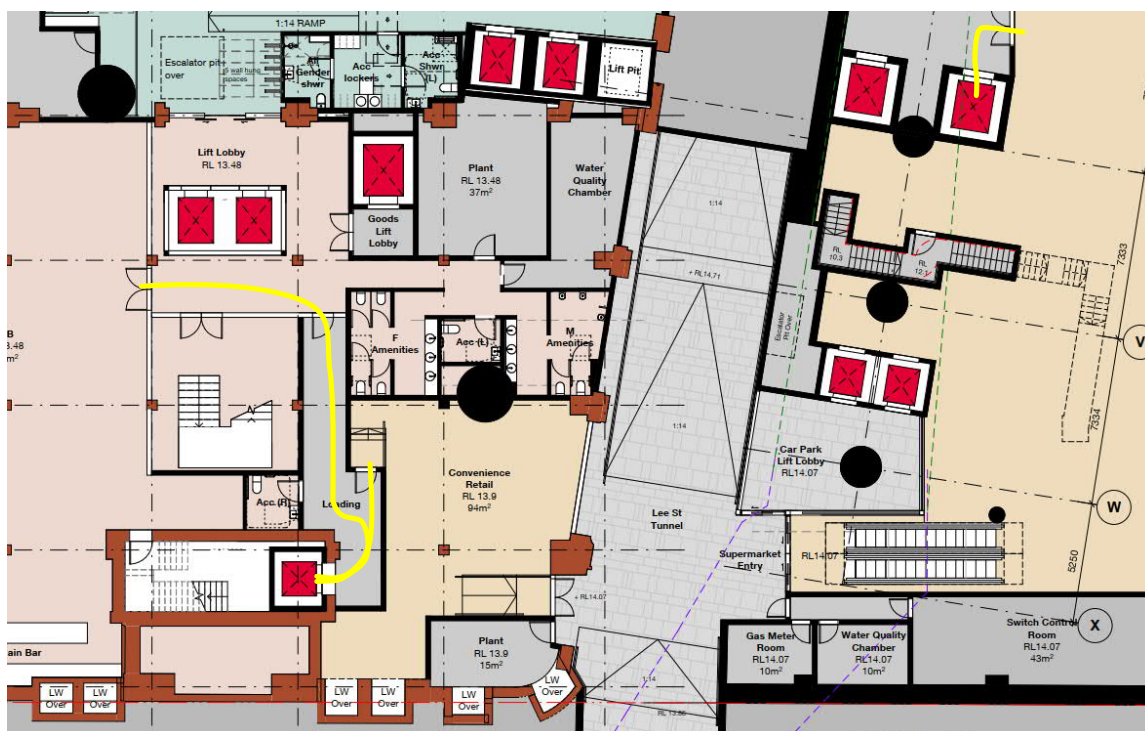 1:14 RAMP
Escalator pit
over
5 wall hung
spaces
All
Gender
shwr
Acc
lockers
Acc
Shwr
(L)
Lift Pit
Lift Lobby
RL 13.48
Plant
RL 13.48
37m²
Water
Quality
Chamber
Goods
Lift
Lobby
1:14
+ RL14.71
RL
10.3
RL
12.1
7333
Escalator
Pit Over
B
m²
F
Amenities
Acc (L)
M
Amenities
V
7334
1:14
Car Park
Lift Lobby
RL14.07
Convenience
Retail
RL 13.9
94m²
Acc (R)
Loading
Lee St
Tunnel
W
Supermarket
Entry
RL14.07
5250
+ RL14.07
X
Plant
RL 13.9
15m²
Gas Meter
Room
RL14.07
10m²
Water Quality
Chamber
RL14.07
10m²
Switch Control
Room
RL14.07
43m²
ain Bar
1:14
LW
Over
LW
Over
LW
Over
LW
Over
LW
Over
LW
Over